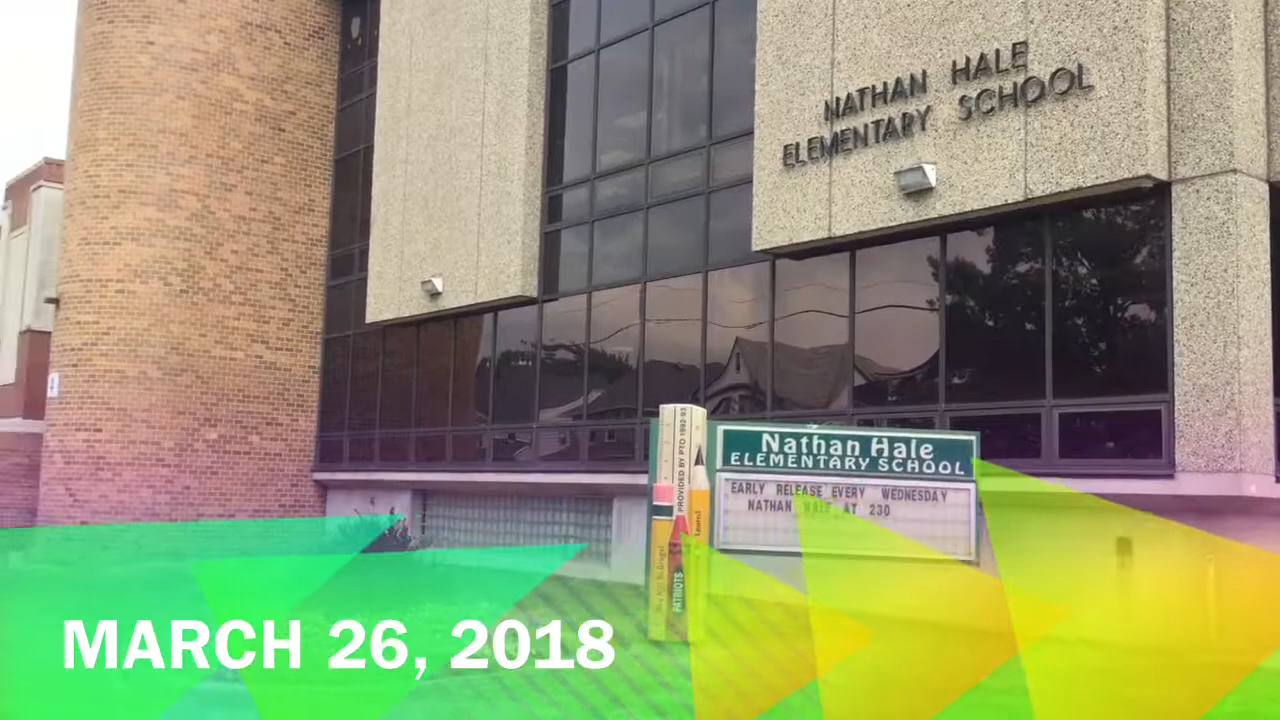 NATHAN HALE
ELEMENTARY SCHOOL
Nathan Hale
ELEMENTARY SCHOOL
EARLY RELEASE EVERY WEDNESDAY
NATHAN HALE AT 230
PROVIDED BY PTO 1992-93
Learn!
PATRIOTS
MARCH 26, 2018